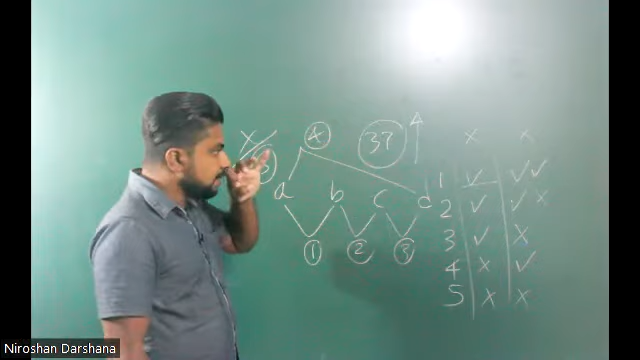 4 37
x x
a b c d
1 2 3
1 ✓ ✓✓
2 ✓ ✓x
3 ✓ x
4 x ✓
5 x x
Niroshan Darshana